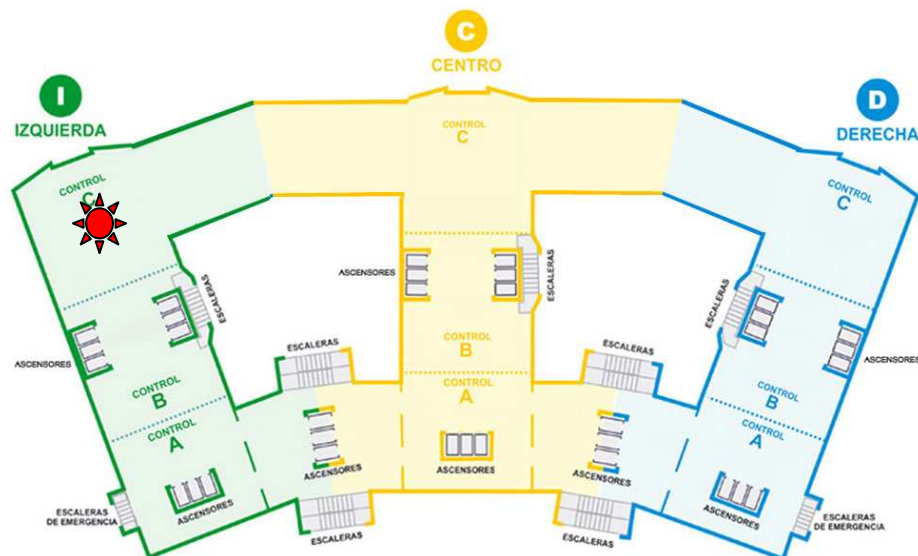 C
CENTRO
I
IZQUIERDA
D
DERECHA
CONTROL
C
CONTROL
C
CONTROL
C
ASCENSORES
ESCALERAS
ESCALERAS
ESCALERAS
ASCENSORES
ESCALERAS
CONTROL
B
ESCALERAS
ASCENSORES
CONTROL
B
CONTROL
B
CONTROL
A
CONTROL
A
CONTROL
A
ASCENSORES
ASCENSORES
ASCENSORES
ASCENSORES
ASCENSORES
ESCALERAS
DE EMERGENCIA
ESCALERAS
ESCALERAS
ESCALERAS
DE EMERGENCIA